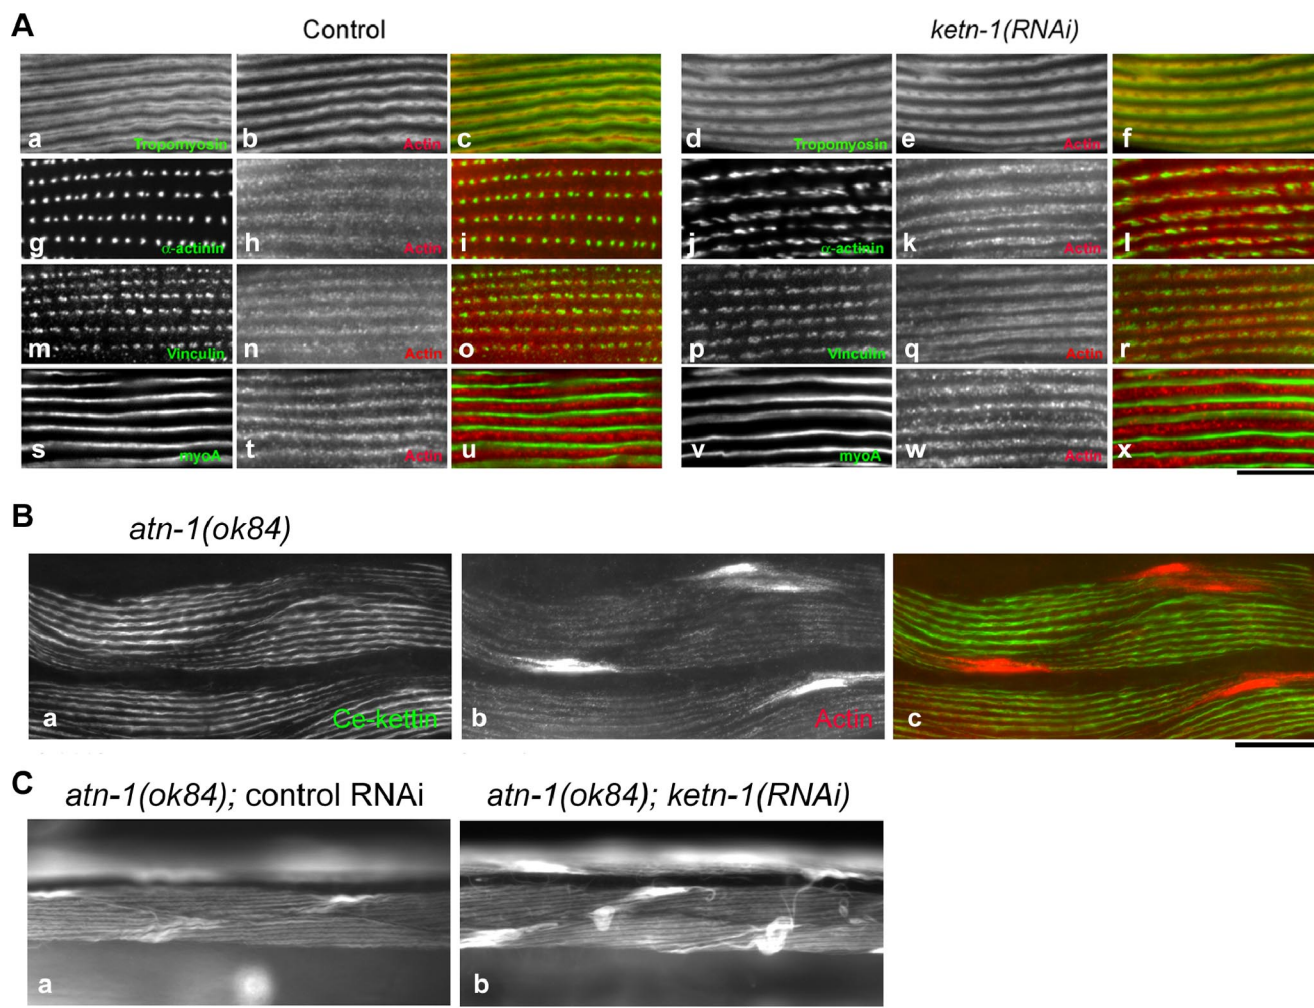 A
Control
ketn-1(RNAi)
a Tropomyosin b Actin c d Tropomyosin e Actin f
g α-actinin h Actin i j α-actinin k Actin l
m Vinculin n Actin o p Vinculin q Actin r
s myoA t Actin u v myoA w Actin x
B
atn-1(ok84)
a Ce-kettin b Actin c
C
atn-1(ok84); control RNAi
atn-1(ok84); ketn-1(RNAi)
a b